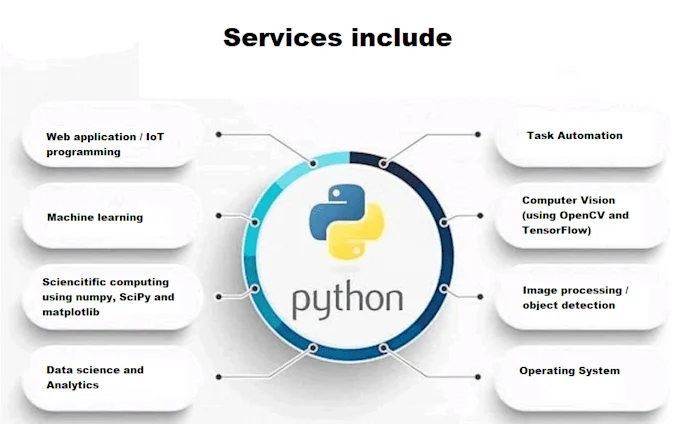 Services include
Web application / IoT
programming
Machine learning
Sciencitific computing
using numpy, SciPy and
matplotlib
Data science and
Analytics
python
Task Automation
Computer Vision
(using OpenCV and
TensorFlow)
Image processing /
object detection
Operating System